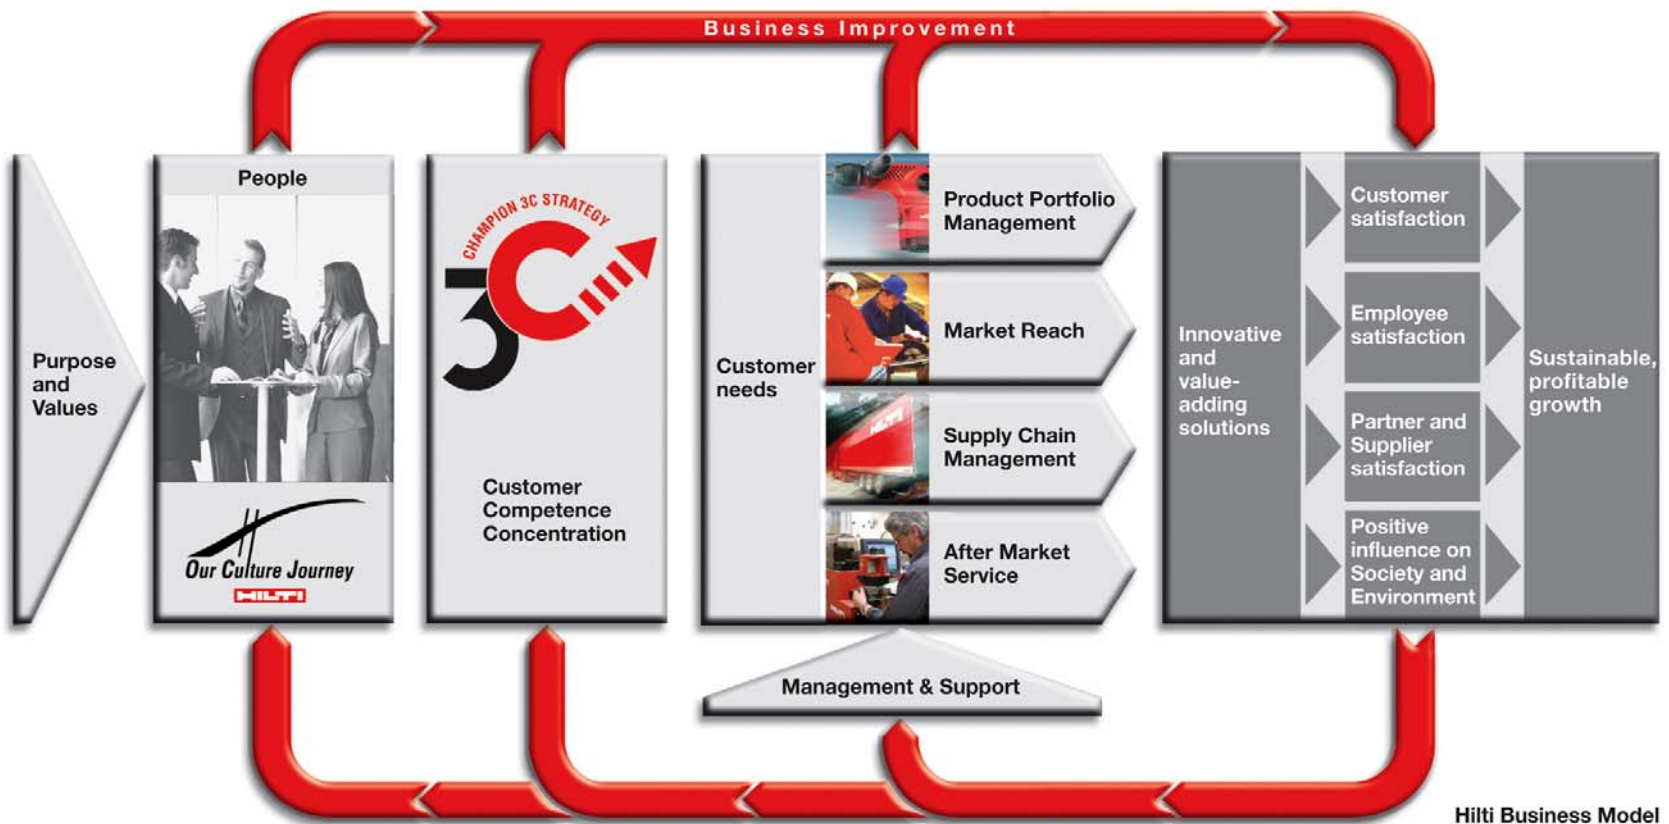 Business Improvement
People
CHAMPION 3C STRATEGY
3C
Purpose
and
Values
Our Culture Journey
HILTI
Customer
Competence
Concentration
Customer
needs
Product Portfolio
Management
Market Reach
HILTI
Supply Chain
Management
After Market
Service
HILTI
Management & Support
Innovative
and
value-
adding
solutions
Customer
satisfaction
Employee
satisfaction
Partner and
Supplier
satisfaction
Positive
influence on
Society and
Environment
Sustainable,
profitable
growth
Hilti Business Model